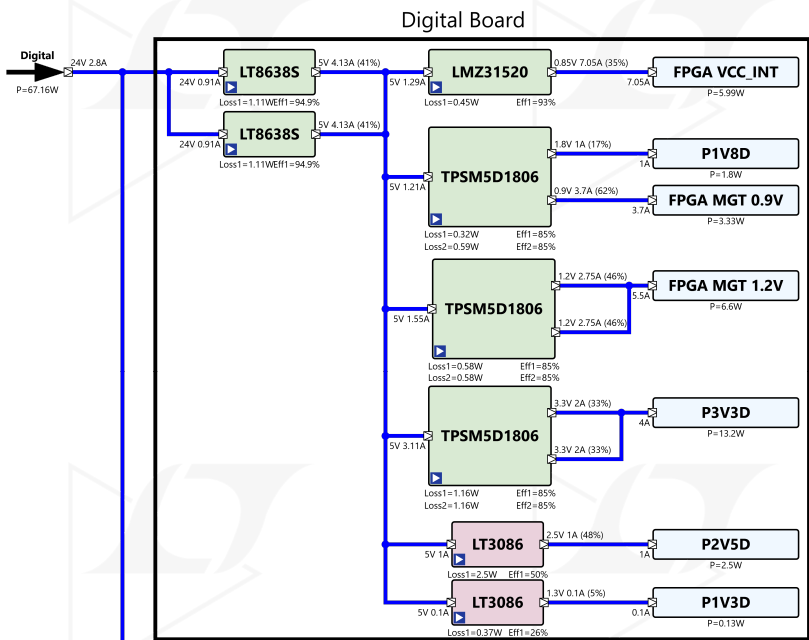 Digital Board
Digital
P=67.16W
24V 2.8A
24V 0.91A
LT8638S
5V 4.13A (41%)
Loss1=1.11W Eff1=94.9%
24V 0.91A
LT8638S
5V 4.13A (41%)
Loss1=1.11W Eff1=94.9%
5V 1.29A
LMZ31520
0.85V 7.05A (35%)
Loss1=0.45W Eff1=93%
7.05A
FPGA VCC_INT
P=5.99W
5V 1.21A
TPSM5D1806
1.8V 1A (17%)
1A
P1V8D
P=1.8W
0.9V 3.7A (62%)
3.7A
FPGA MGT 0.9V
P=3.33W
Loss1=0.32W Eff1=85%
Loss2=0.59W Eff2=85%
5V 1.55A
TPSM5D1806
1.2V 2.75A (46%)
1.2V 2.75A (46%)
5.5A
FPGA MGT 1.2V
P=6.6W
Loss1=0.58W Eff1=85%
Loss2=0.58W Eff2=85%
5V 3.11A
TPSM5D1806
3.3V 2A (33%)
3.3V 2A (33%)
4A
P3V3D
P=13.2W
Loss1=1.16W Eff1=85%
Loss2=1.16W Eff2=85%
5V 1A
LT3086
2.5V 1A (48%)
1A
P2V5D
P=2.5W
Loss1=2.5W Eff1=50%
5V 0.1A
LT3086
1.3V 0.1A (5%)
0.1A
P1V3D
P=0.13W
Loss1=0.37W Eff1=26%